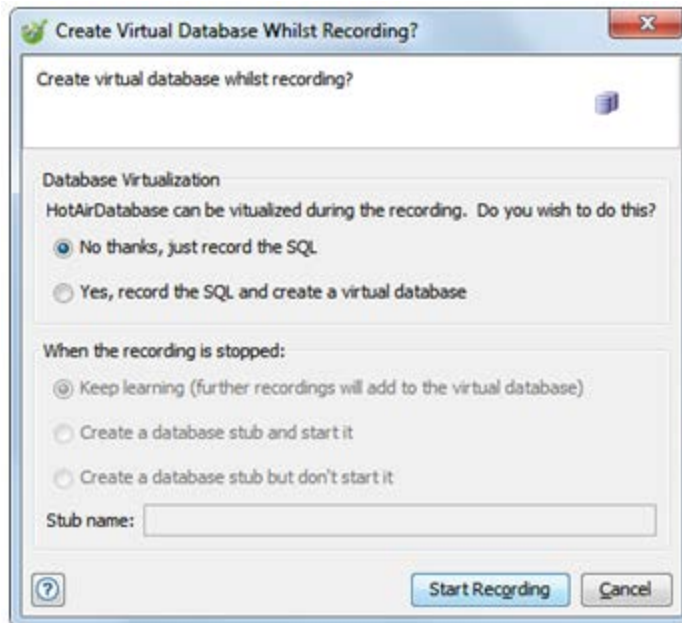 Create Virtual Database Whilst Recording?
Create virtual database whilst recording?
Database Virtualization
HotAirDatabase can be vitualized during the recording. Do you wish to do this?
No thanks, just record the SQL
Yes, record the SQL and create a virtual database
When the recording is stopped:
Keep learning (further recordings will add to the virtual database)
Create a database stub and start it
Create a database stub but don't start it
Stub name:
Start Recording
Cancel